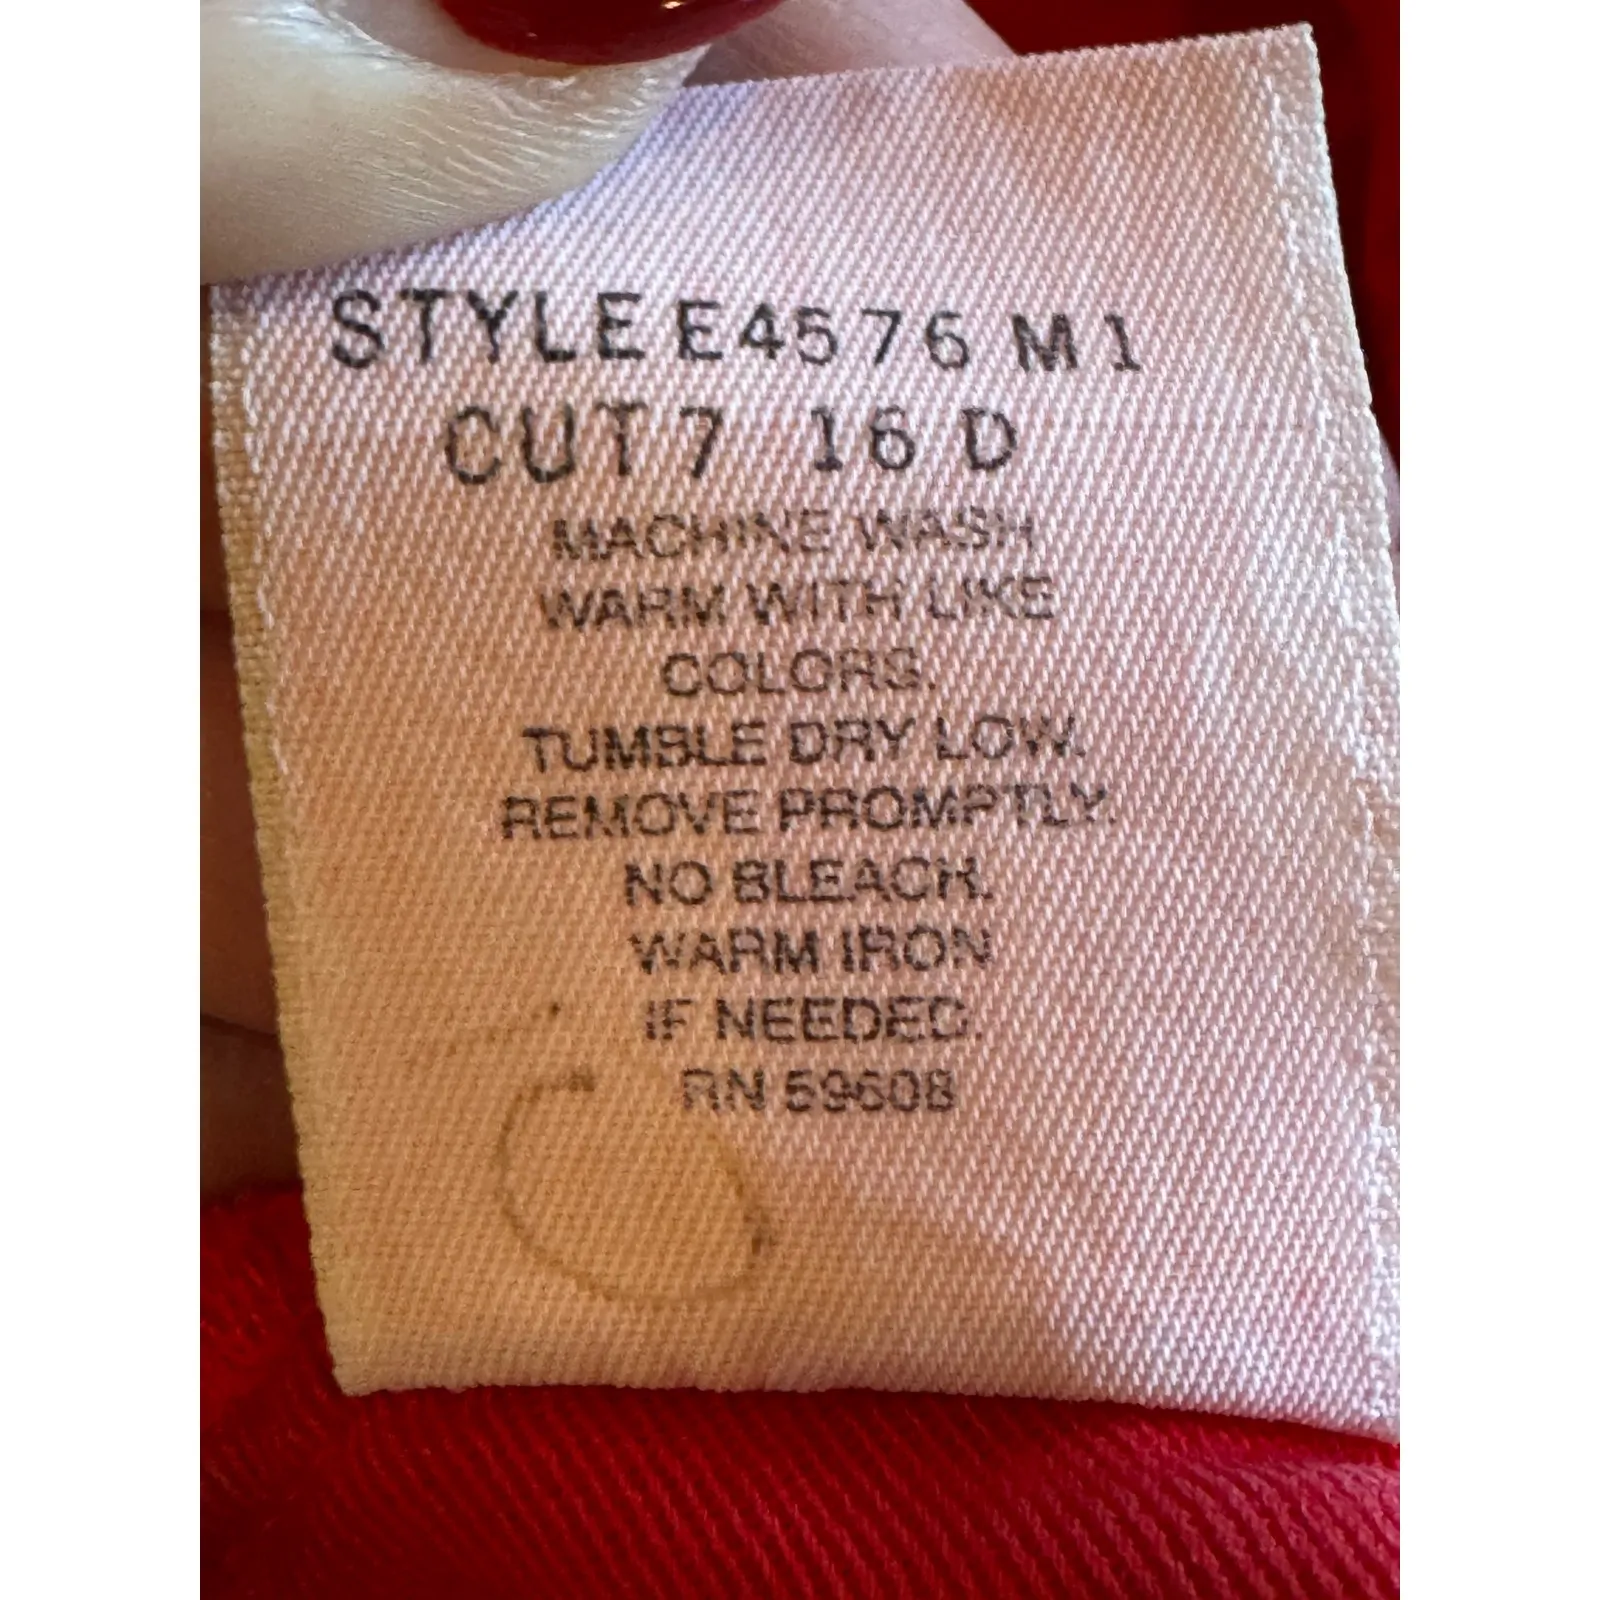 STYLE E4576 M1
CUT 7 16 D
MACHINE WASH
WARM WITH LIKE
COLORS.
TUMBLE DRY LOW.
REMOVE PROMPTLY.
NO BLEACH.
WARM IRON
IF NEEDED.
RN 59608